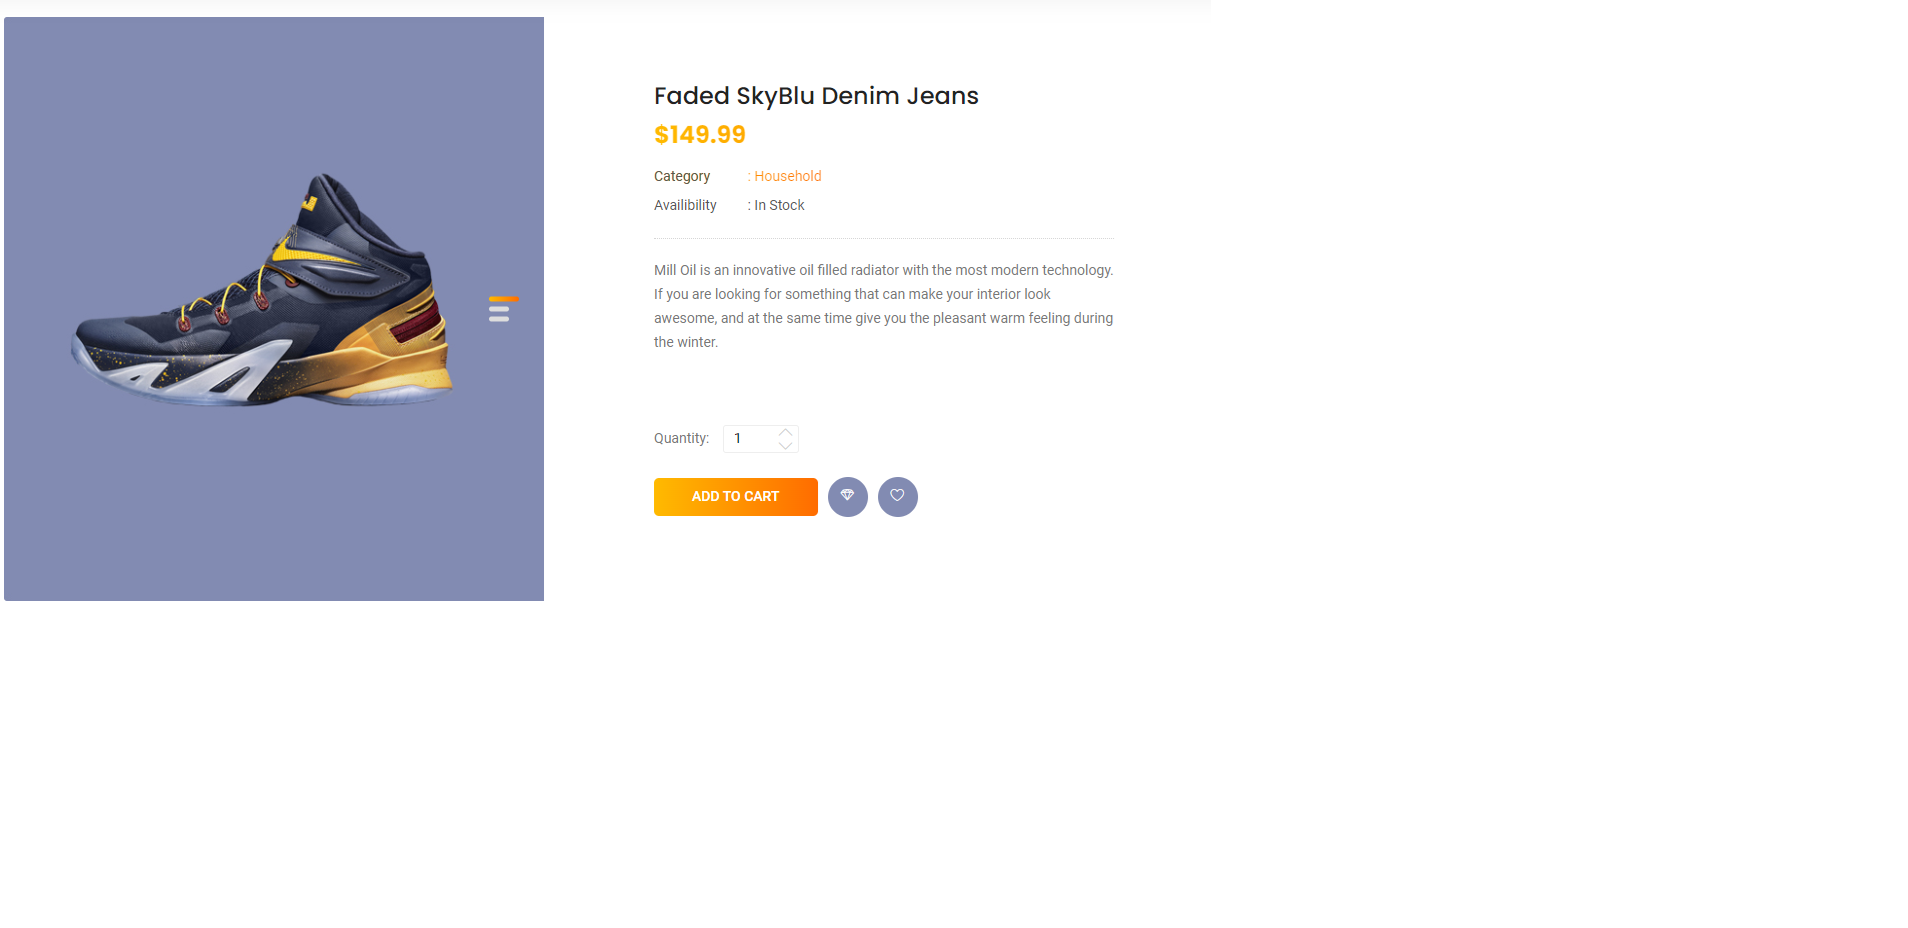 Faded SkyBlu Denim Jeans
$149.99
Category : Household
Availibility : In Stock
Mill Oil is an innovative oil filled radiator with the most modern technology.
If you are looking for something that can make your interior look
awesome, and at the same time give you the pleasant warm feeling during
the winter.
Quantity: 1
ADD TO CART